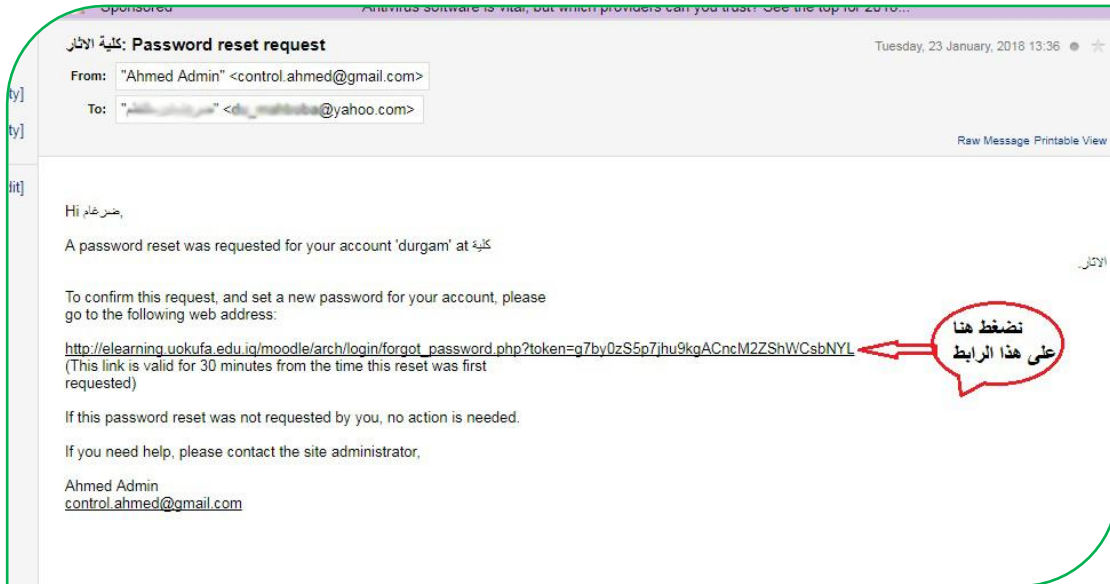 Sponsored Antivirus software is vital, but which providers can you trust? See the top for 2018...
كلية الاثار: Password reset request
Tuesday, 23 January, 2018 13:36
From: "Ahmed Admin" <control.ahmed@gmail.com>
ty]
To: " " < @yahoo.com>
ty]
Raw Message Printable View
dit]
Hi ضرغام,
A password reset was requested for your account 'durgam' at كلية
الاثار.
To confirm this request, and set a new password for your account, please
go to the following web address:
نضغط هنا
على هذا الرابط
http://elearning.uokufa.edu.iq/moodle/arch/login/forgot_password.php?token=g7by0zS5p7jhu9kgACncM2ZShWCsbNYL
(This link is valid for 30 minutes from the time this reset was first
requested)
If this password reset was not requested by you, no action is needed.
If you need help, please contact the site administrator,
Ahmed Admin
control.ahmed@gmail.com